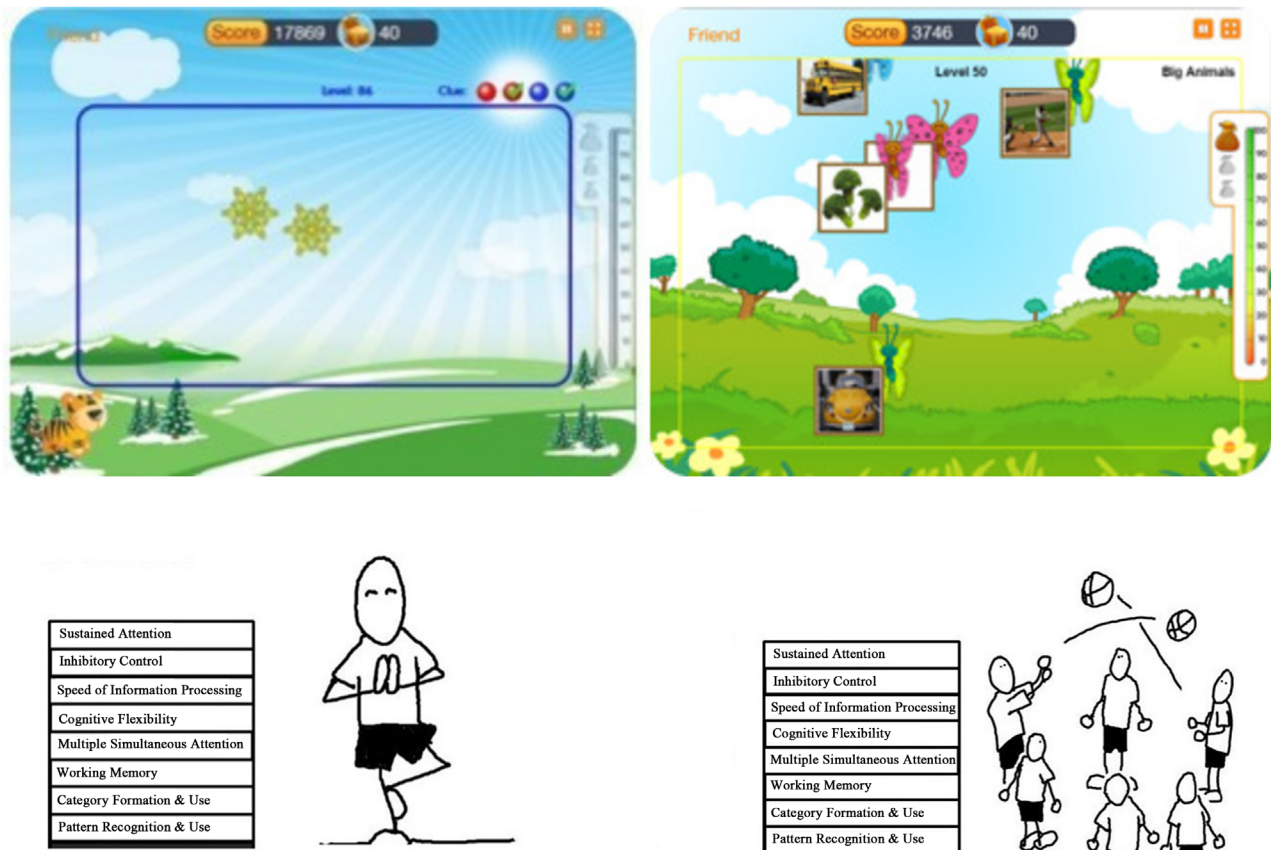 Friend
Score 17869 40
Level: 86
Clue:
Friend
Score 3746 40
Level 50
Big Animals
Sustained Attention
Inhibitory Control
Speed of Information Processing
Cognitive Flexibility
Multiple Simultaneous Attention
Working Memory
Category Formation & Use
Pattern Recognition & Use
Sustained Attention
Inhibitory Control
Speed of Information Processing
Cognitive Flexibility
Multiple Simultaneous Attention
Working Memory
Category Formation & Use
Pattern Recognition & Use